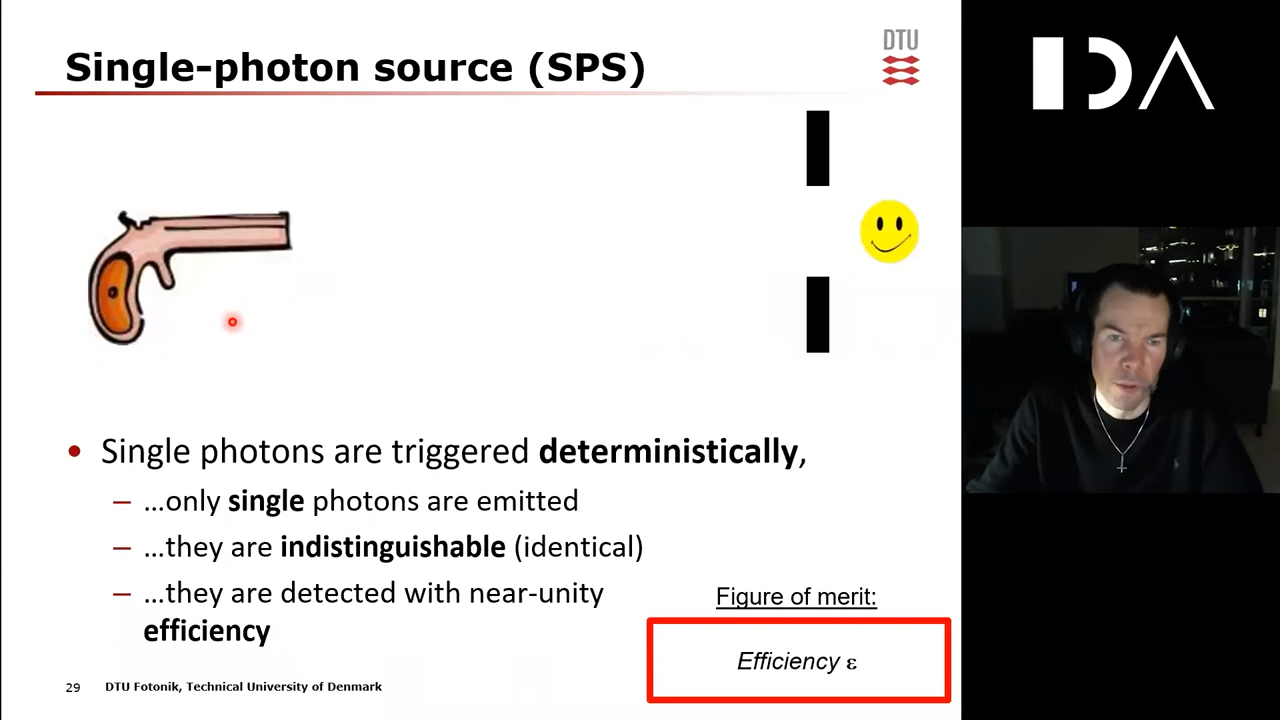 Single-photon source (SPS)
DTU
IDA
• Single photons are triggered deterministically,
– …only single photons are emitted
– …they are indistinguishable (identical)
– …they are detected with near-unity
efficiency
Figure of merit:
Efficiency ε
29 DTU Fotonik, Technical University of Denmark